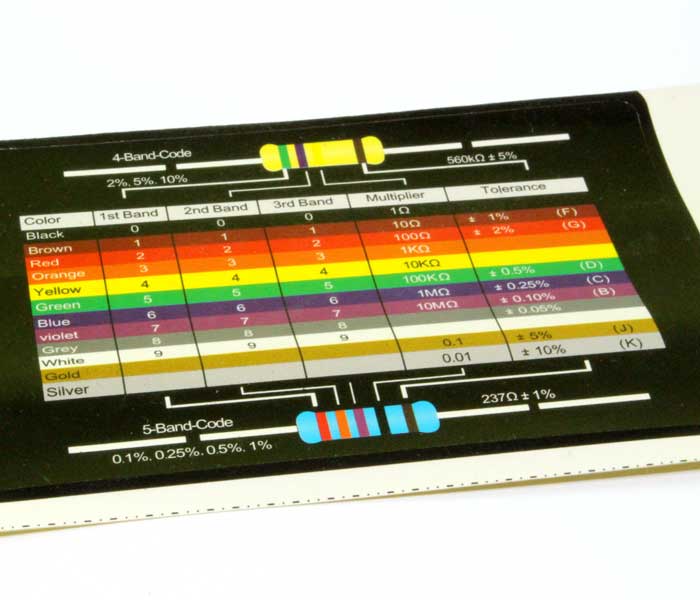 4-Band-Code
2%. 5%. 10%
560kΩ ± 5%
Color 1st Band 2nd Band 3rd Band Multiplier Tolerance
Black 0 0 0 1Ω
Brown 1 1 1 10Ω ± 1% (F)
Red 2 2 2 100Ω ± 2% (G)
Orange 3 3 3 1KΩ
Yellow 4 4 4 10KΩ
Green 5 5 5 100KΩ ± 0.5% (D)
Blue 6 6 6 1MΩ ± 0.25% (C)
violet 7 7 7 10MΩ ± 0.10% (B)
Grey 8 8 8 ± 0.05%
White 9 9 9
Gold 0.1 ± 5% (J)
Silver 0.01 ± 10% (K)
5-Band-Code
237Ω ± 1%
0.1%. 0.25%. 0.5%. 1%